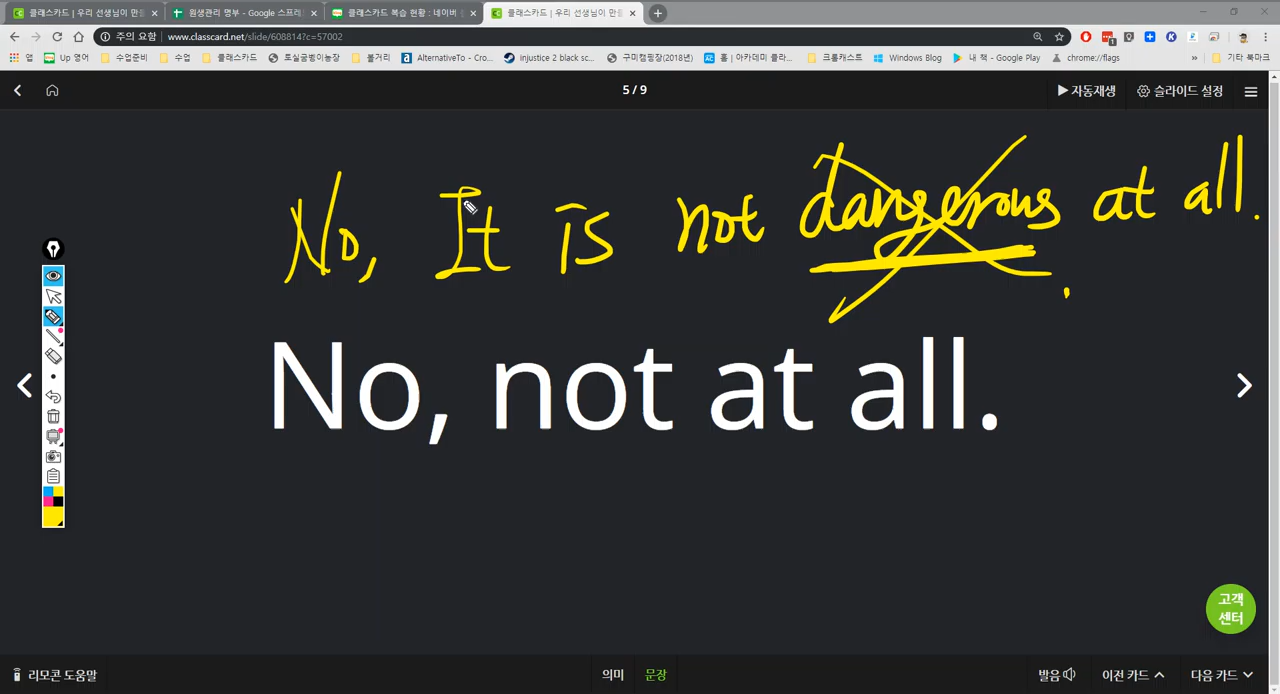 클래스카드 | 우리 선생님이 만든
원생관리 명부 - Google 스프레
클래스카드 복습 현황 : 네이버
클래스카드 | 우리 선생님이 만든
주의 요함 www.classcard.net/slide/608814?c=57002
앱 Up 영어 수업준비 수업 클래스카드 토실공벵이농장 볼거리 AlternativeTo - Cro... Injustice 2 black sc... 구미캠핑장(2018년) 홈 | 아카데미 클라... 크롬캐스트 Windows Blog 내 책 - Google Play chrome://flags » 기타 북마크
5 / 9 자동재생 슬라이드 설정
No, It is not dangerous at all.
No, not at all.
고객
센터
리모콘 도움말 의미 문장 발음 이전 카드 다음 카드